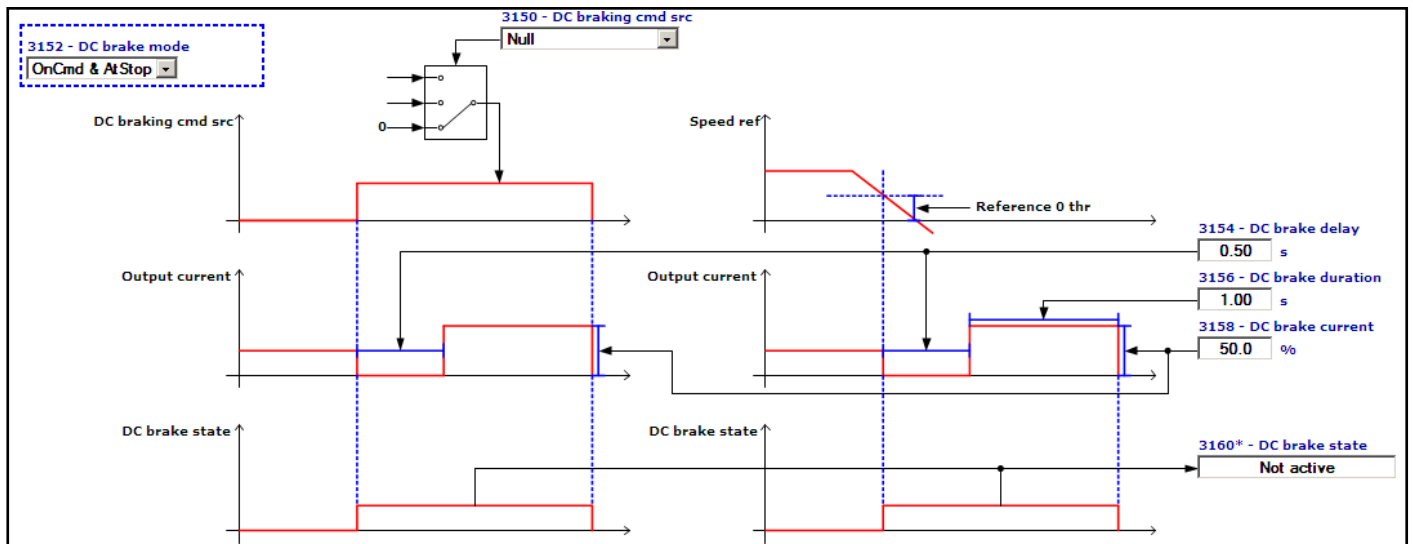 3150 - DC braking cmd src
Null
3152 - DC brake mode
OnCmd & AtStop
DC braking cmd src
0
Speed ref
Reference 0 thr
3154 - DC brake delay
0.50 s
Output current
Output current
3156 - DC brake duration
1.00 s
3158 - DC brake current
50.0 %
DC brake state
DC brake state
3160* - DC brake state
Not active